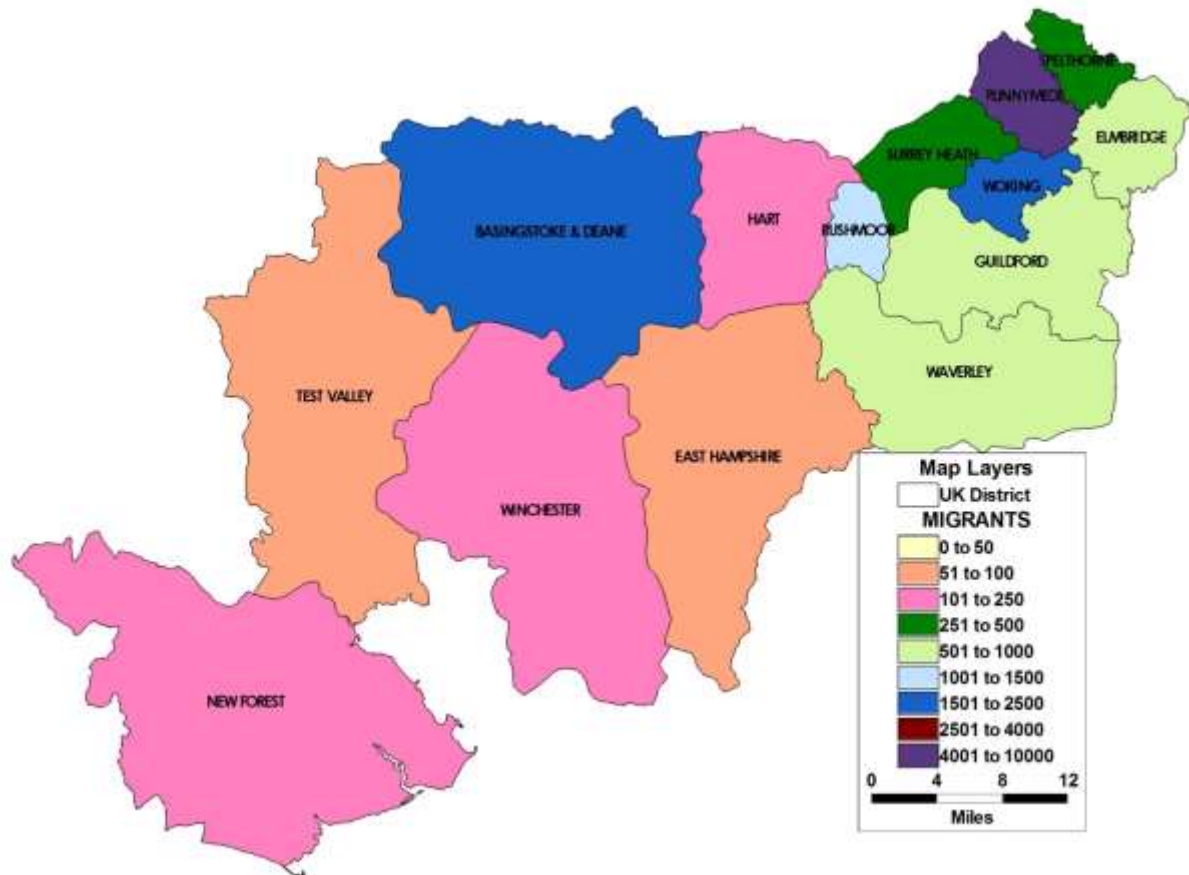 SPELTHORNE
RUNNYMEDE
ELMBRIDGE
SURREY HEATH
WOKING
HART
RUSHMOOR
BASINGSTOKE & DEANE
GUILDFORD
WAVERLEY
TEST VALLEY
EAST HAMPSHIRE
WINCHESTER
NEW FOREST
Map Layers
UK District
MIGRANTS
0 to 50
51 to 100
101 to 250
251 to 500
501 to 1000
1001 to 1500
1501 to 2500
2501 to 4000
4001 to 10000
0 4 8 12
Miles